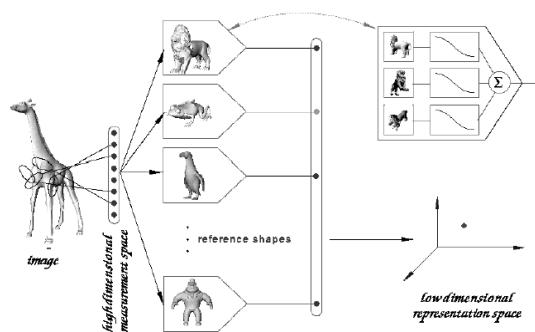 Σ
reference shapes
image
high dimensional
measurement space
low dimensional
representation space